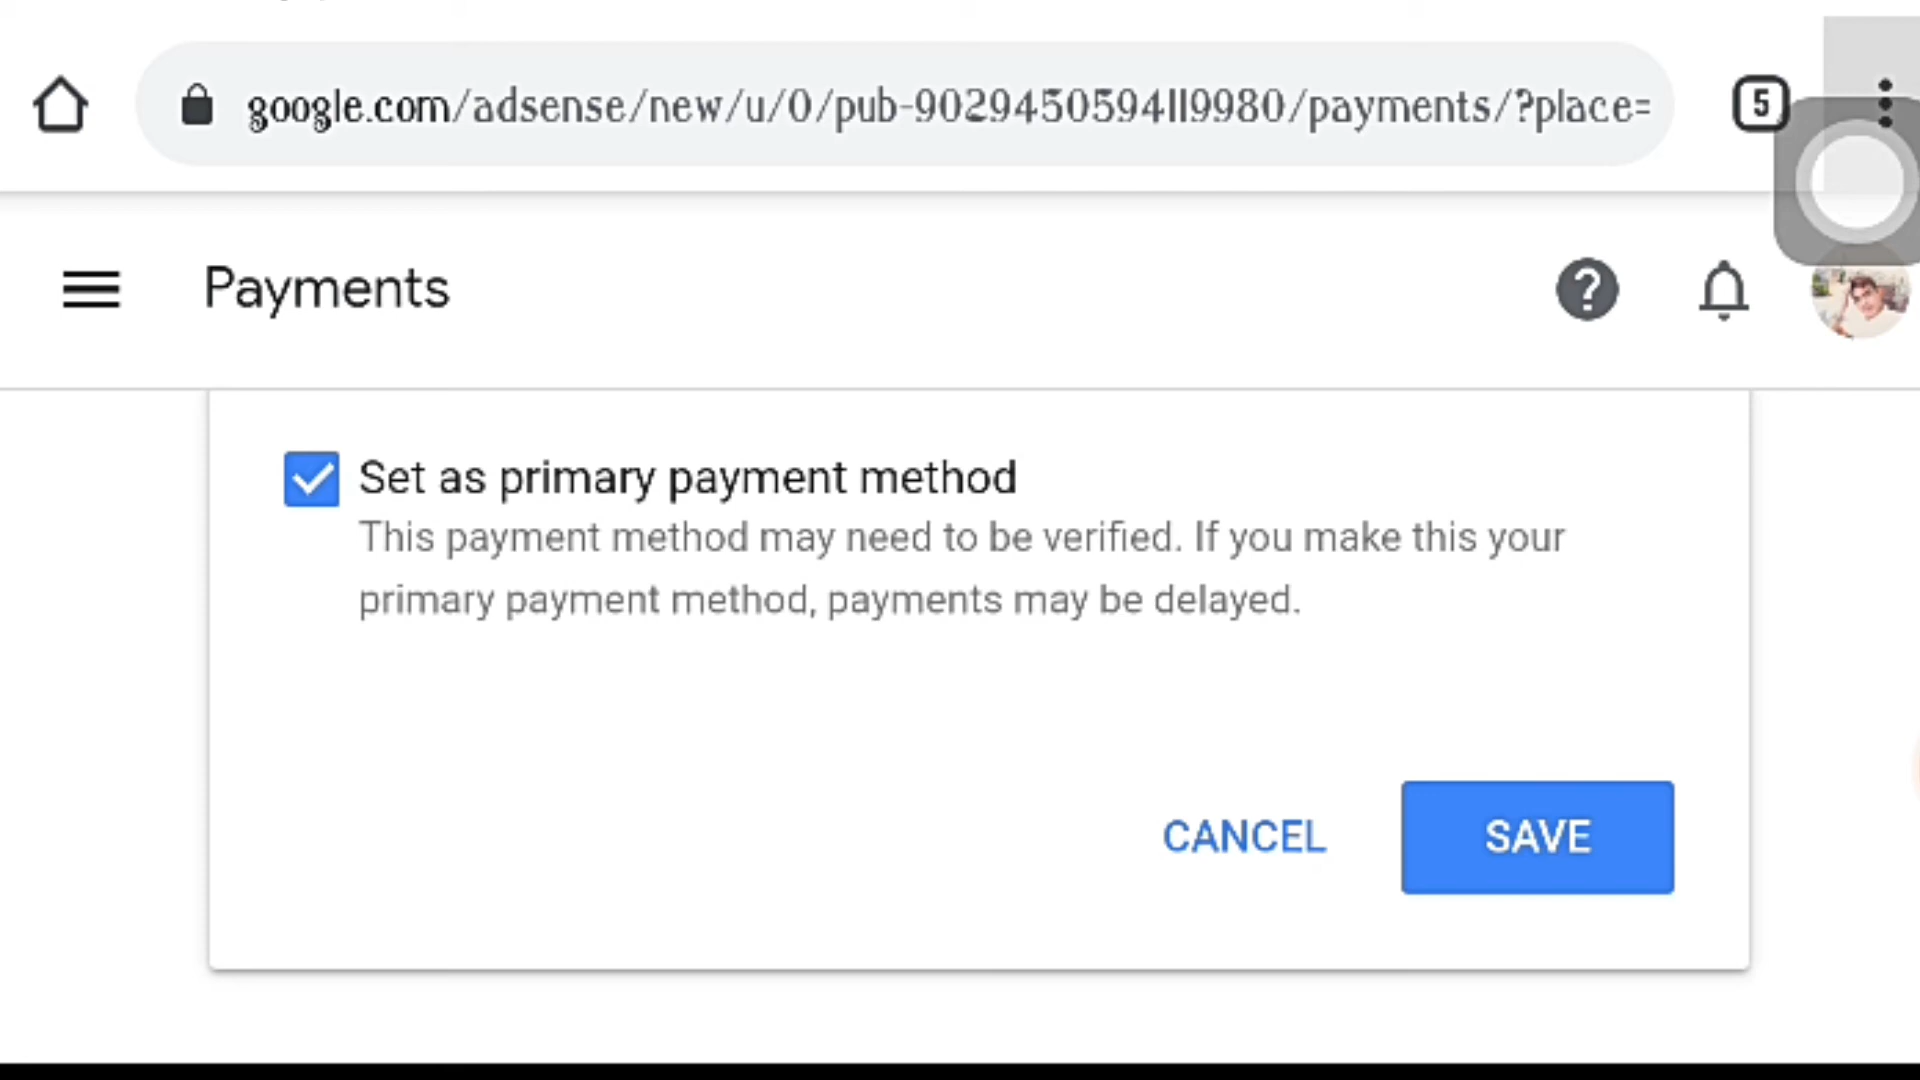 google.com/adsense/new/u/0/pub-9029450594119980/payments/?place=
5
Payments
?
Set as primary payment method
This payment method may need to be verified. If you make this your
primary payment method, payments may be delayed.
CANCEL
SAVE